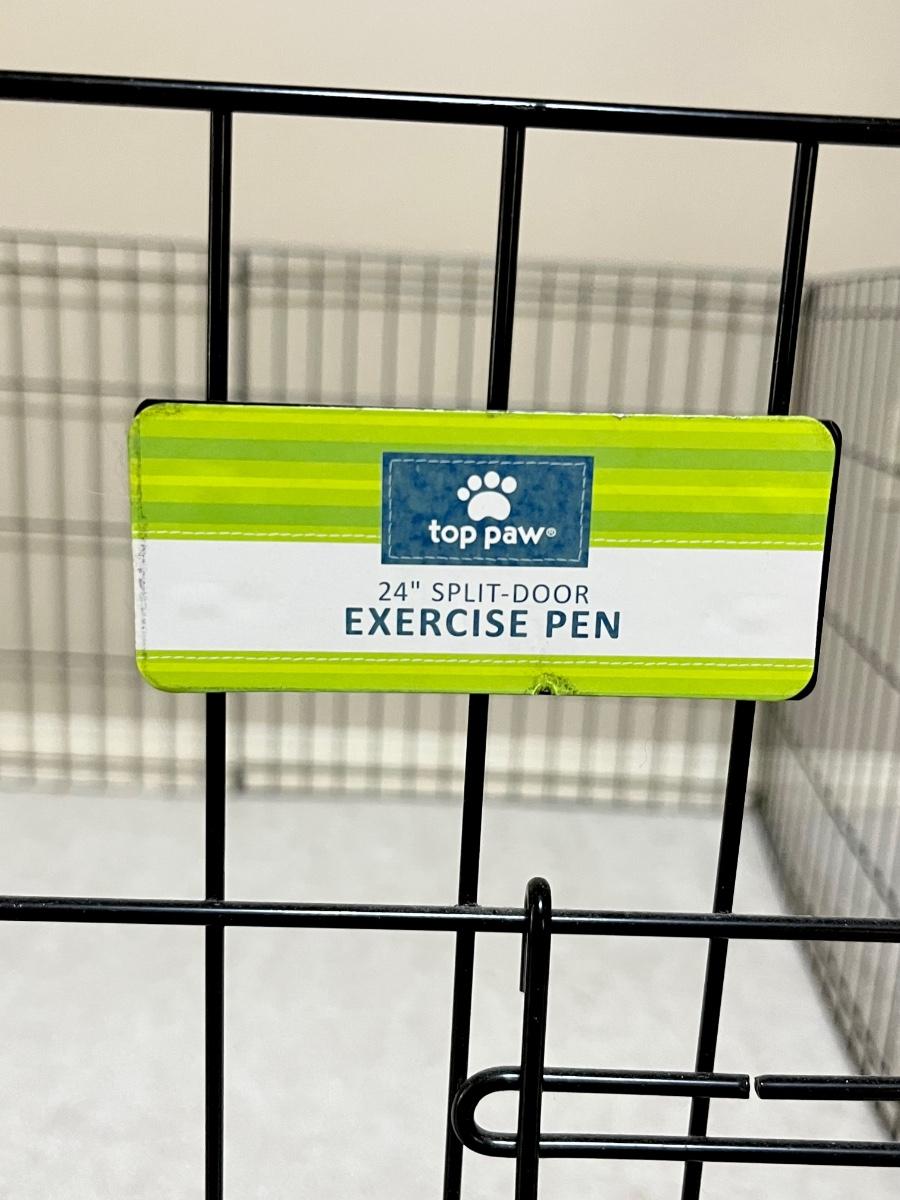 top paw®
24" SPLIT-DOOR
EXERCISE PEN